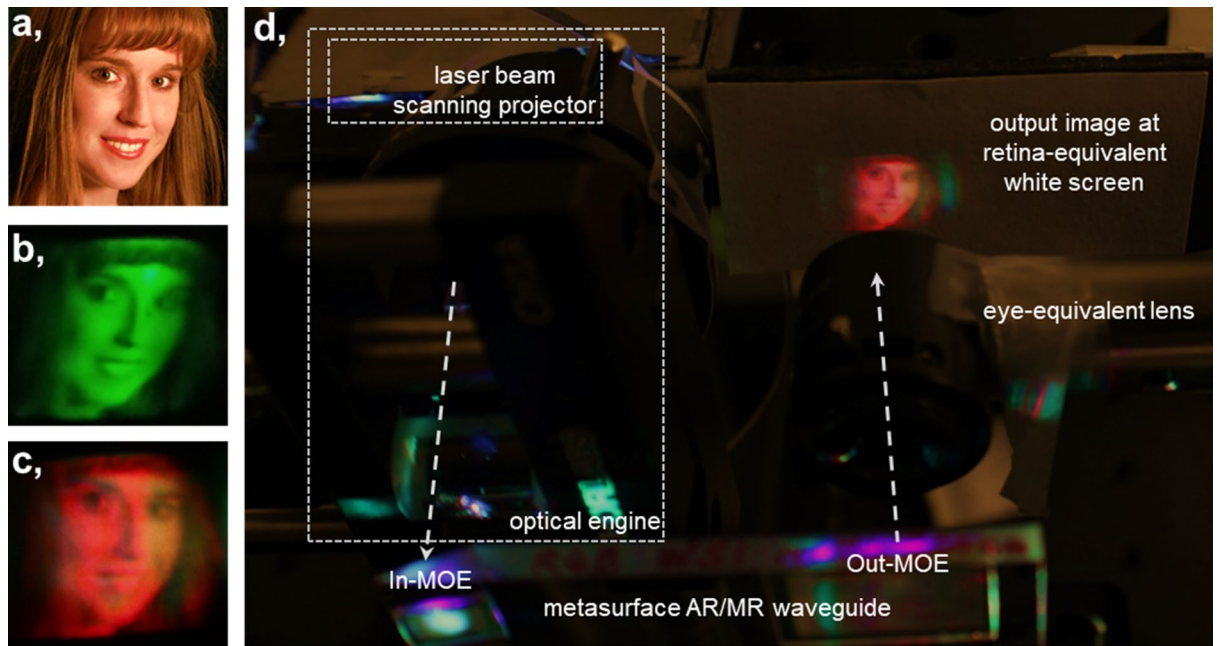 a,
b,
c,
d,
laser beam
scanning projector
output image at
retina-equivalent
white screen
eye-equivalent lens
optical engine
In-MOE
Out-MOE
metasurface AR/MR waveguide